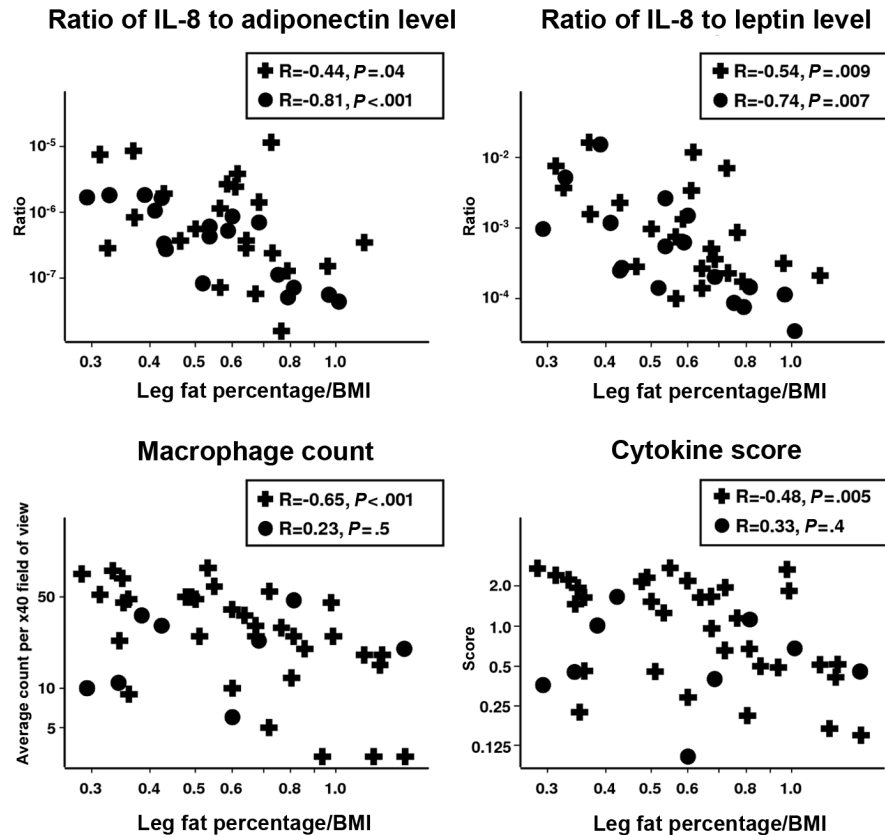 Ratio of IL-8 to adiponectin level
R=-0.44, P=.04
R=-0.81, P<.001
Ratio
10-5
10-6
10-7
0.3 0.4 0.5 0.6 0.8 1.0
Leg fat percentage/BMI
Ratio of IL-8 to leptin level
R=-0.54, P=.009
R=-0.74, P=.007
Ratio
10-2
10-3
10-4
0.3 0.4 0.5 0.6 0.8 1.0
Leg fat percentage/BMI
Macrophage count
R=-0.65, P<.001
R=0.23, P=.5
Average count per x40 field of view
50
10
5
0.3 0.4 0.5 0.6 0.8 1.0
Leg fat percentage/BMI
Cytokine score
R=-0.48, P=.005
R=0.33, P=.4
Score
2.0
1.0
0.5
0.25
0.125
0.3 0.4 0.5 0.6 0.8 1.0
Leg fat percentage/BMI